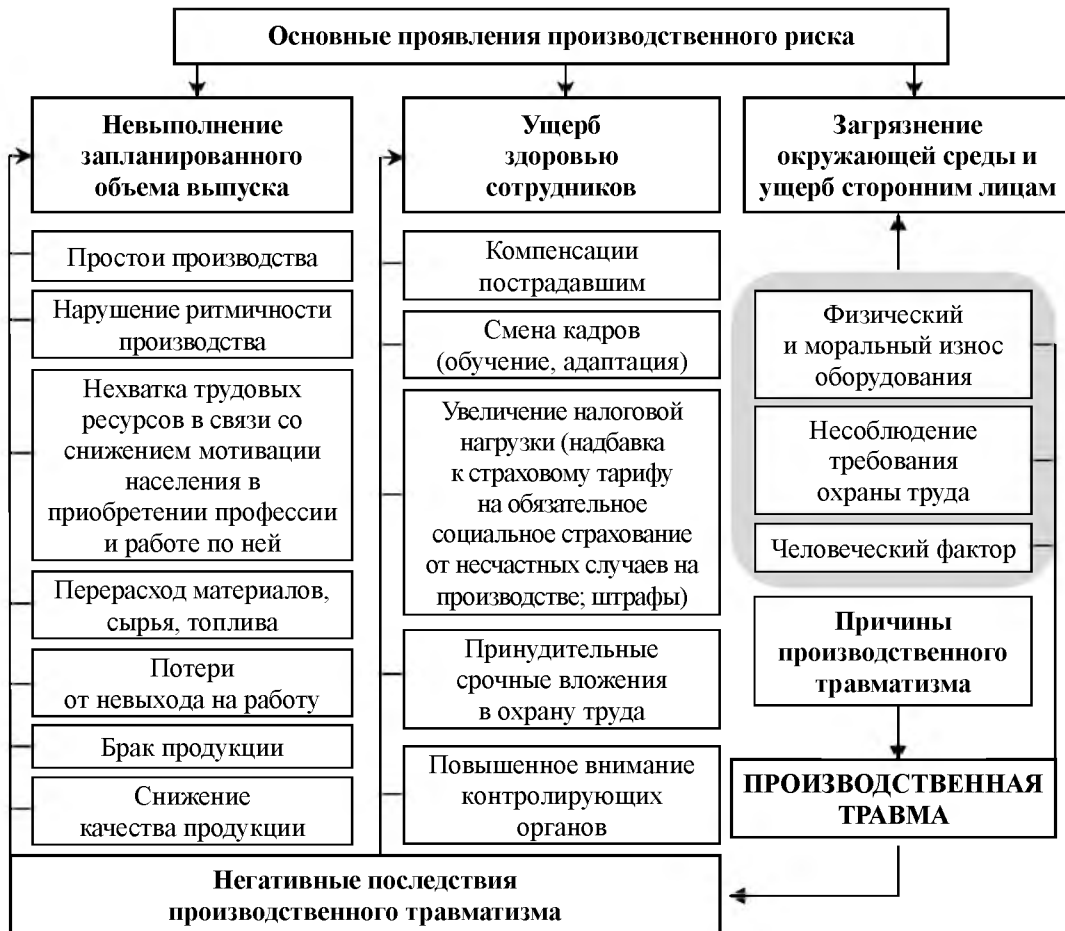 Основные проявления производственного риска
Невыполнение
запланированного
объема выпуска
Простои производства
Нарушение ритмичности
производства
Нехватка трудовых
ресурсов в связи со
снижением мотивации
населения в
приобретении профессии
и работе по ней
Перерасход материалов,
сырья, топлива
Потери
от невыхода на работу
Брак продукции
Снижение
качества продукции
Ущерб
здоровью
сотрудников
Компенсации
пострадавшим
Смена кадров
(обучение, адаптация)
Увеличение налоговой
нагрузки (надбавка
к страховому тарифу
на обязательное
социальное страхование
от несчастных случаев на
производстве; штрафы)
Принудительные
срочные вложения
в охрану труда
Повышенное внимание
контролирующих
органов
Загрязнение
окружающей среды и
ущерб сторонним лицам
Физический
и моральный износ
оборудования
Несоблюдение
требования
охраны труда
Человеческий фактор
Причины
производственного
травматизма
ПРОИЗВОДСТВЕННАЯ
ТРАВМА
Негативные последствия
производственного травматизма